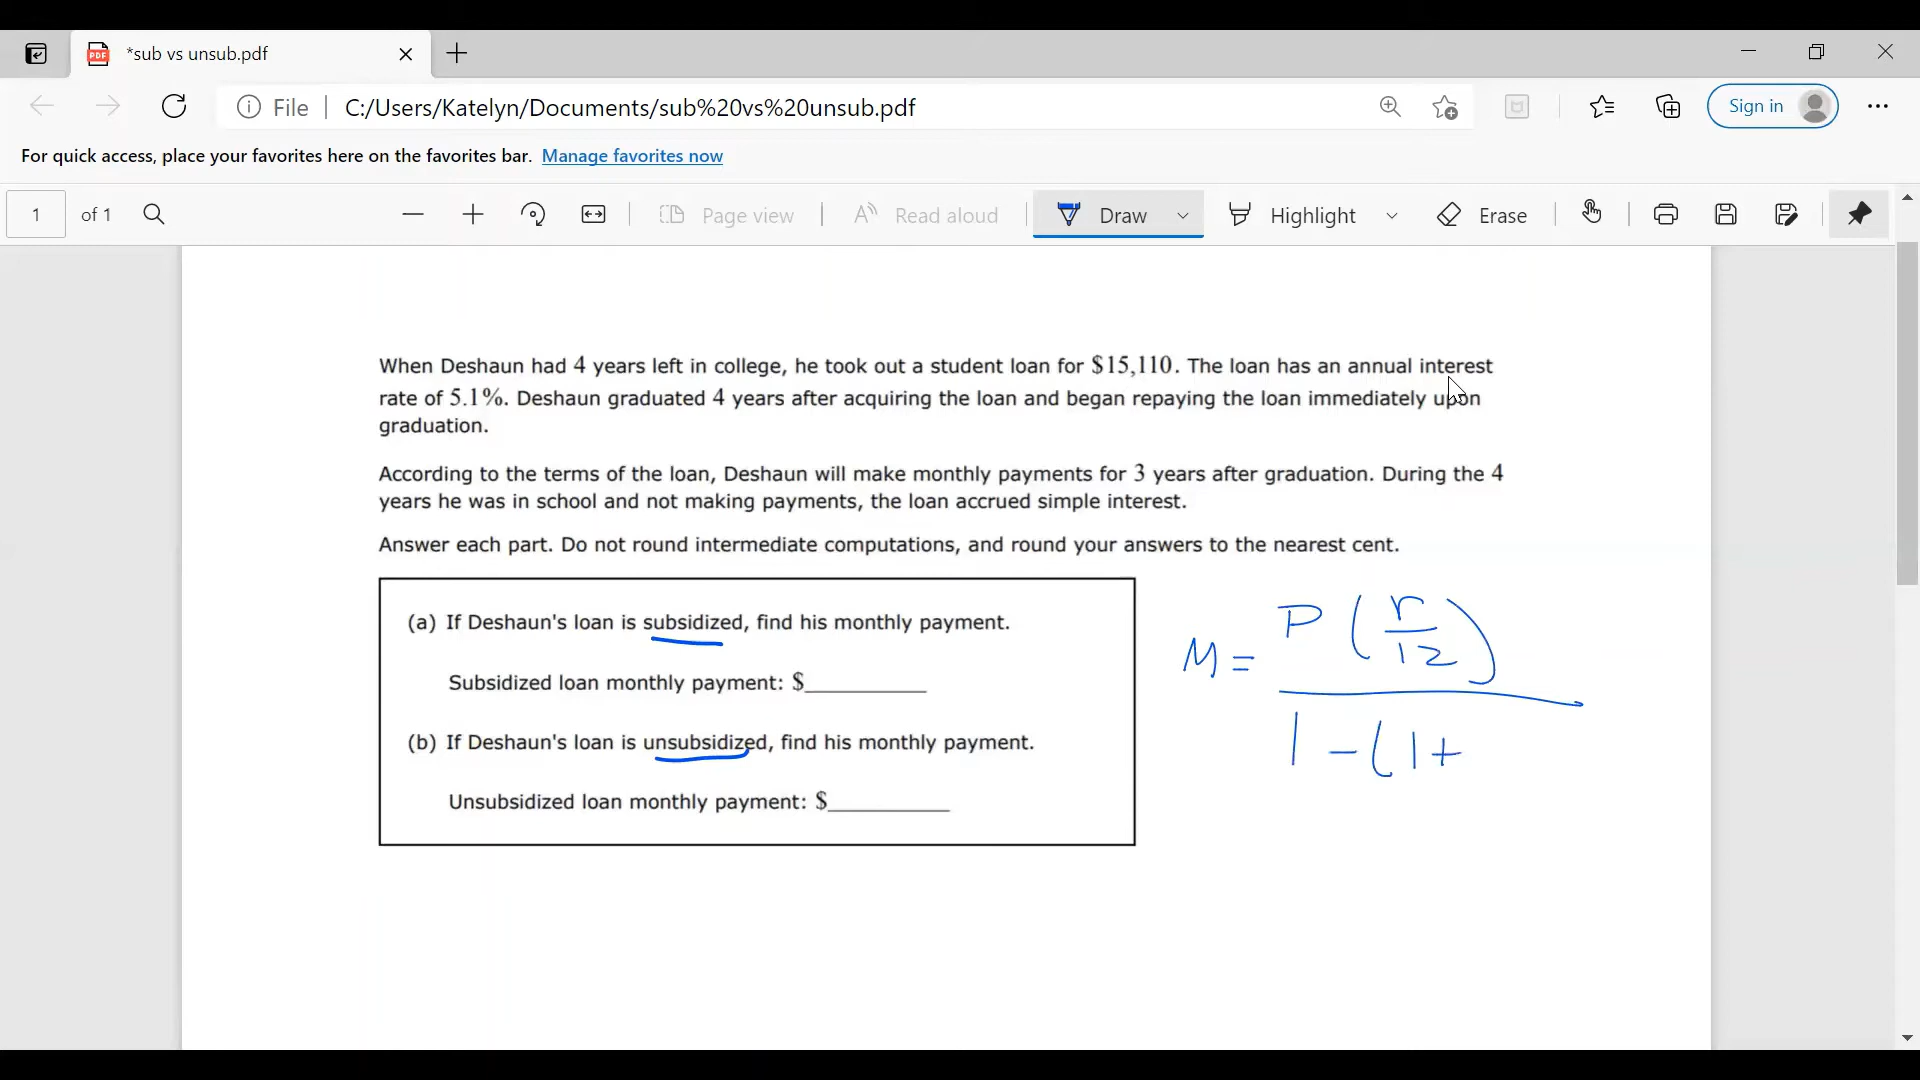 *sub vs unsub.pdf
File | C:/Users/Katelyn/Documents/sub%20vs%20unsub.pdf
Sign in
For quick access, place your favorites here on the favorites bar. Manage favorites now
1 of 1
Page view
Read aloud
Draw
Highlight
Erase
When Deshaun had 4 years left in college, he took out a student loan for $15,110. The loan has an annual interest
rate of 5.1%. Deshaun graduated 4 years after acquiring the loan and began repaying the loan immediately upon
graduation.
According to the terms of the loan, Deshaun will make monthly payments for 3 years after graduation. During the 4
years he was in school and not making payments, the loan accrued simple interest.
Answer each part. Do not round intermediate computations, and round your answers to the nearest cent.
(a) If Deshaun's loan is subsidized, find his monthly payment.
Subsidized loan monthly payment: $__________
(b) If Deshaun's loan is unsubsidized, find his monthly payment.
Unsubsidized loan monthly payment: $__________
P (r/12)
M =
1 - (1 +